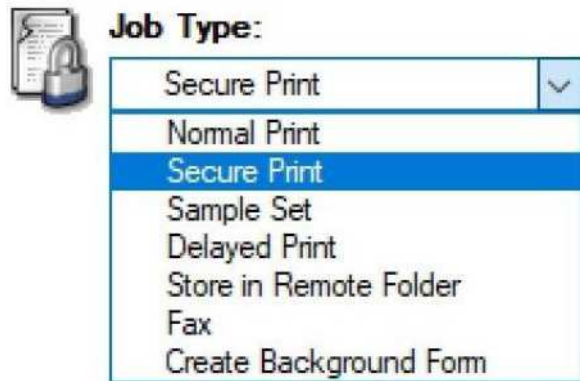 Job Type:
Secure Print
Normal Print
Secure Print
Sample Set
Delayed Print
Store in Remote Folder
Fax
Create Background Form